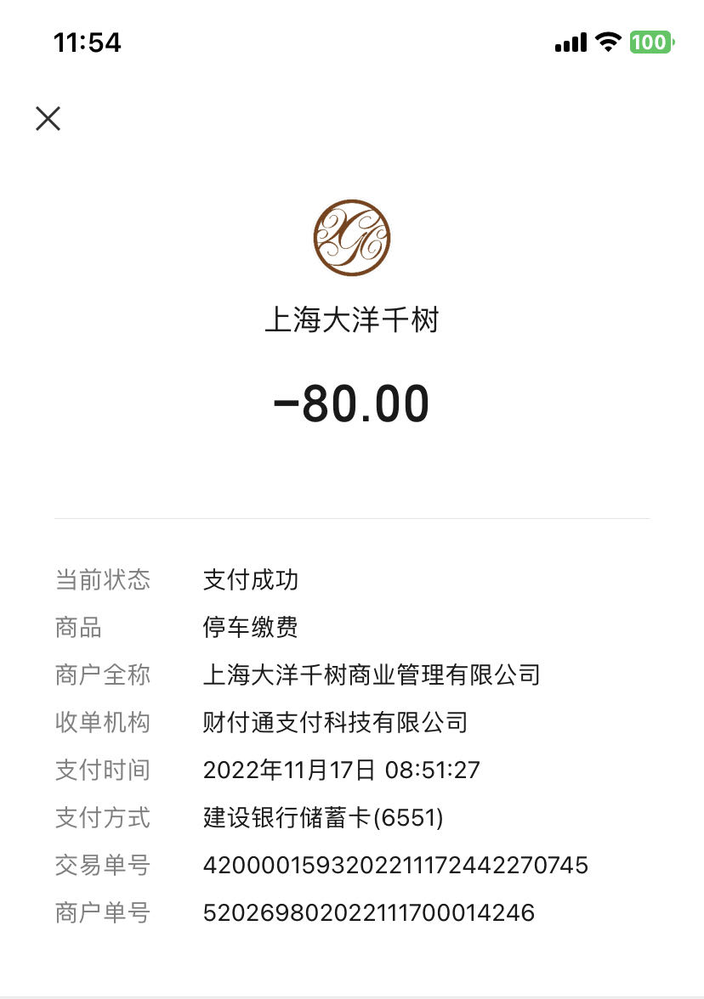 11:54
100
上海大洋千树
-80.00
当前状态 支付成功
商品 停车缴费
商户全称 上海大洋千树商业管理有限公司
收单机构 财付通支付科技有限公司
支付时间 2022年11月17日 08:51:27
支付方式 建设银行储蓄卡(6551)
交易单号 4200001593202211172442270745
商户单号 520269802022111700014246